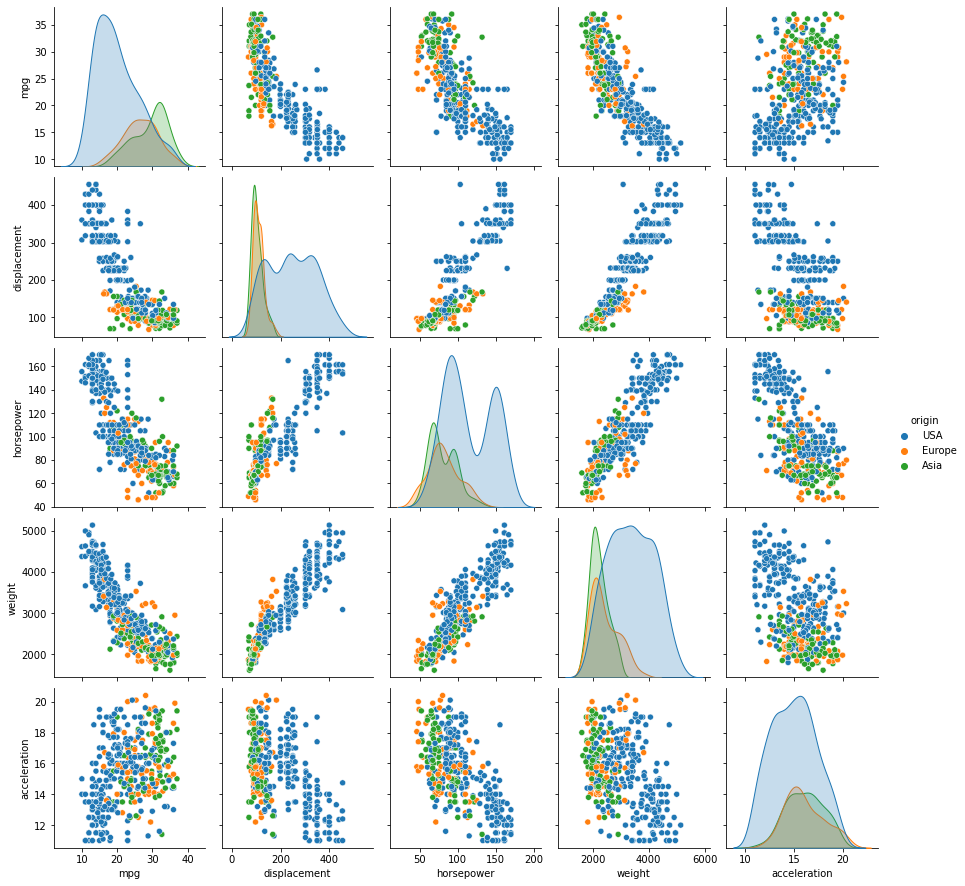 35
30
25
20
15
10
mpg
400
300
200
100
displacement
160
140
120
100
80
60
40
horsepower
origin
USA
Europe
Asia
5000
4000
3000
2000
weight
20
18
16
14
12
acceleration
10 20 30 40
0 200 400
50 100 150 200
2000 4000 6000
10 15 20
mpg displacement horsepower weight acceleration